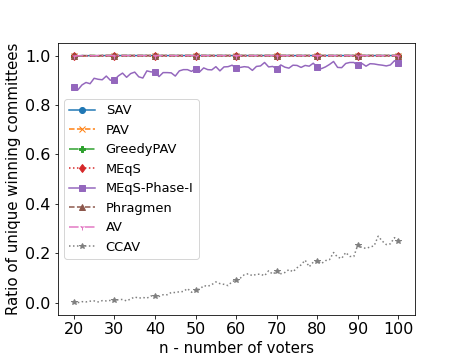 Ratio of unique winning committees
1.0
0.8
0.6
0.4
0.2
0.0
SAV
PAV
GreedyPAV
MEqS
MEqS-Phase-I
Phragmen
AV
CCAV
20 30 40 50 60 70 80 90 100
n - number of voters